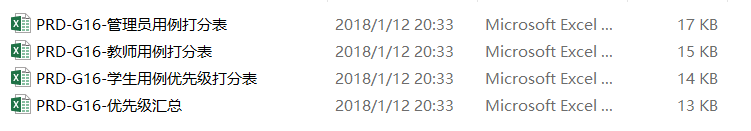 PRD-G16-管理员用例打分表 2018/1/12 20:33 Microsoft Excel ... 17 KB
PRD-G16-教师用例打分表 2018/1/12 20:33 Microsoft Excel ... 15 KB
PRD-G16-学生用例优先级打分表 2018/1/12 20:33 Microsoft Excel ... 14 KB
PRD-G16-优先级汇总 2018/1/12 20:33 Microsoft Excel ... 13 KB